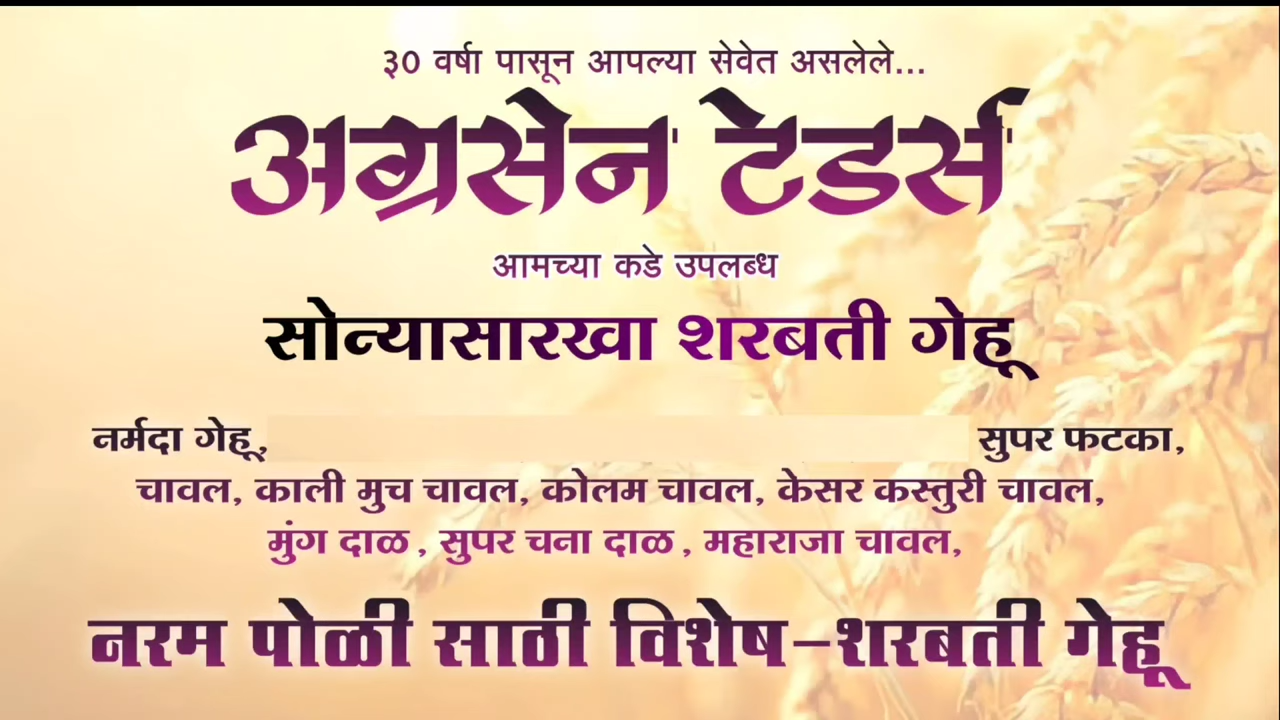 ३० वर्षा पासून आपल्या सेवेत असलेले...
अग्रसेन टेडर्स
आमच्या कडे उपलब्ध
सोन्यासारखा शरबती गेहू
नर्मदा गेहू, सुपर फटका,
चावल, काली मुच चावल, कोलम चावल, केसर कस्तुरी चावल,
मुंग दाळ , सुपर चना दाळ , महाराजा चावल,
नरम पोळी साठी विशेष-शरबती गेहू